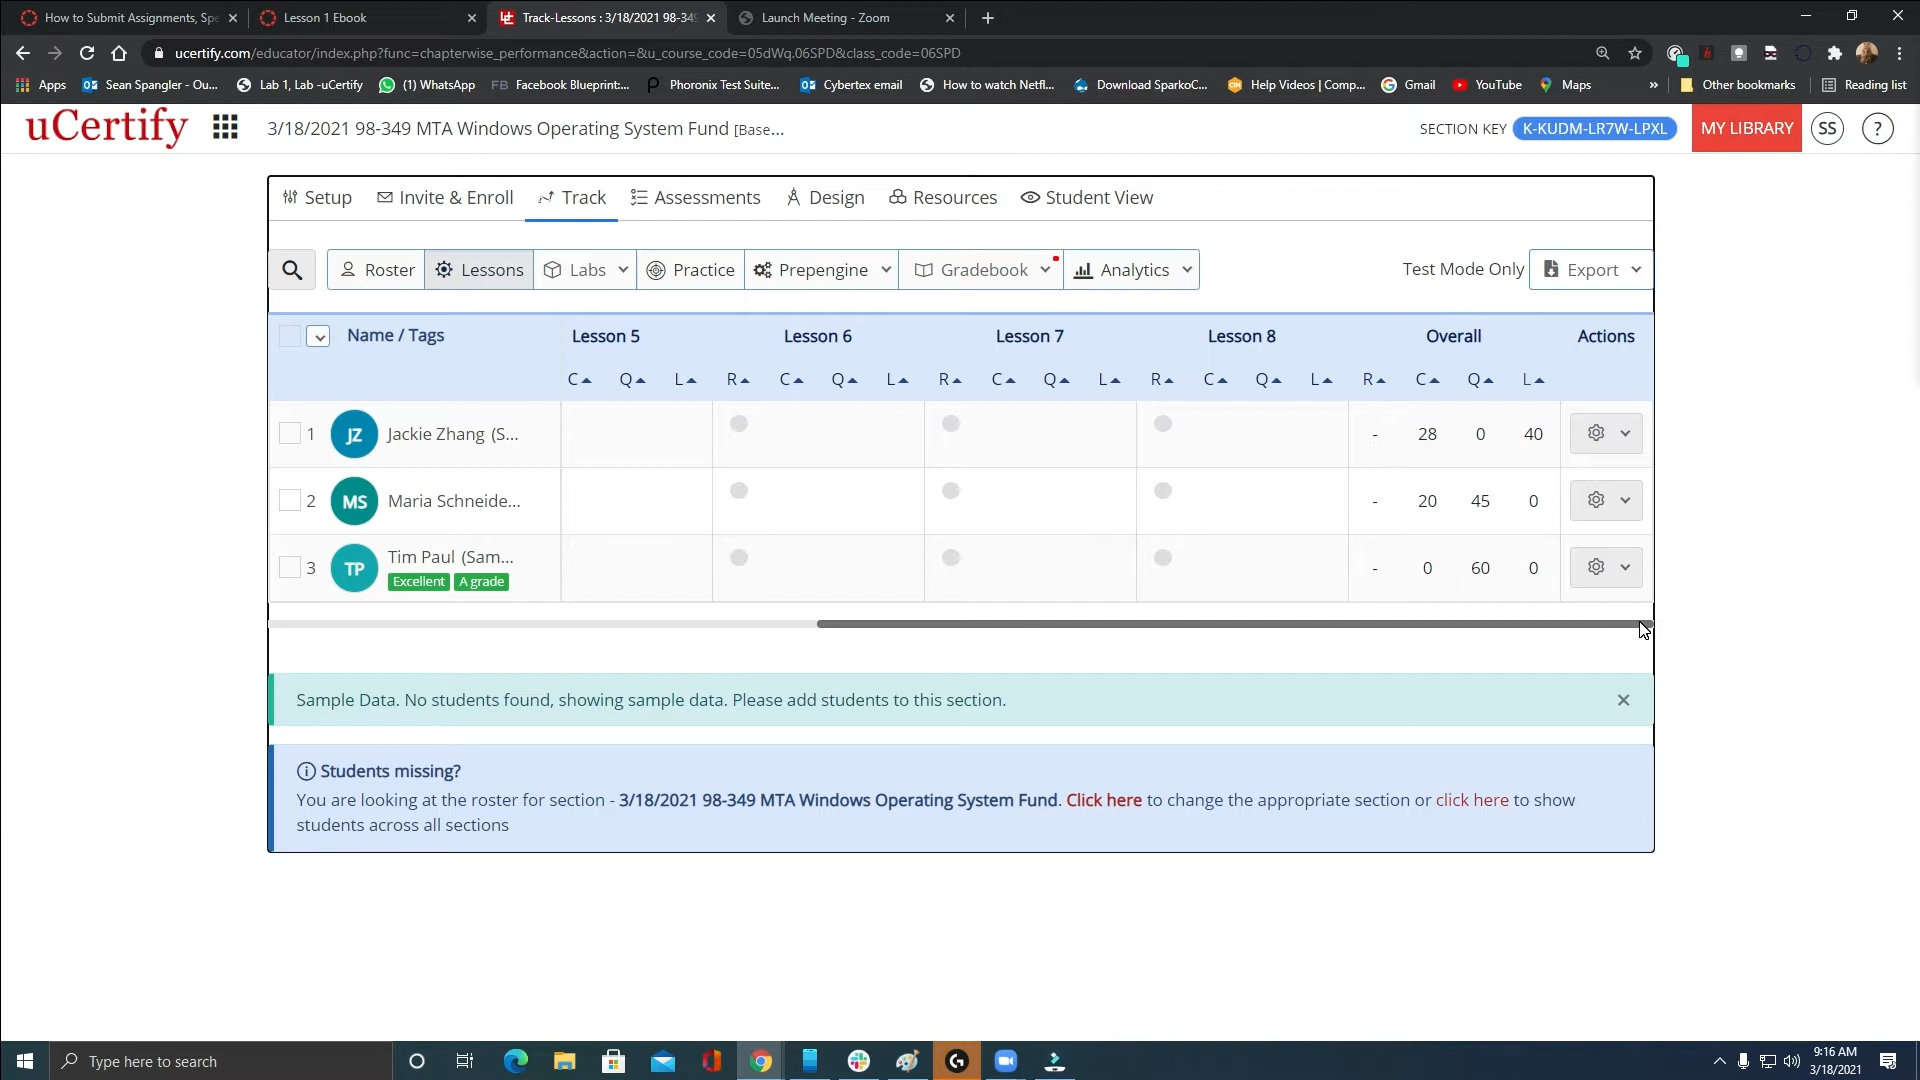 How to Submit Assignments, Spe
Lesson 1 Ebook
Track-Lessons : 3/18/2021 98-349
Launch Meeting - Zoom
ucertify.com/educator/index.php?func=chapterwise_performance&action=&u_course_code=05dWq.06SPD&class_code=06SPD
Apps
Sean Spangler - Ou...
Lab 1, Lab -uCertify
(1) WhatsApp
FB Facebook Blueprint...
Phoronix Test Suite...
Cybertex email
How to watch Netfl...
Download SparkoC...
Help Videos | Comp...
Gmail
YouTube
Maps
»
Other bookmarks
Reading list
uCertify
3/18/2021 98-349 MTA Windows Operating System Fund [Base...
SECTION KEY K-KUDM-LR7W-LPXL
MY LIBRARY
SS
?
Setup Invite & Enroll Track Assessments Design Resources Student View
Roster Lessons Labs Practice Prepengine Gradebook Analytics
Test Mode Only Export
Name / Tags Lesson 5 Lesson 6 Lesson 7 Lesson 8 Overall Actions
C Q L R C Q L R C Q L R C Q L R C Q L
1 JZ Jackie Zhang (S... - 28 0 40
2 MS Maria Schneide... - 20 45 0
3 TP Tim Paul (Sam... - 0 60 0
Excellent A grade
Sample Data. No students found, showing sample data. Please add students to this section.
Students missing?
You are looking at the roster for section - 3/18/2021 98-349 MTA Windows Operating System Fund. Click here to change the appropriate section or click here to show
students across all sections
Type here to search
9:16 AM
3/18/2021